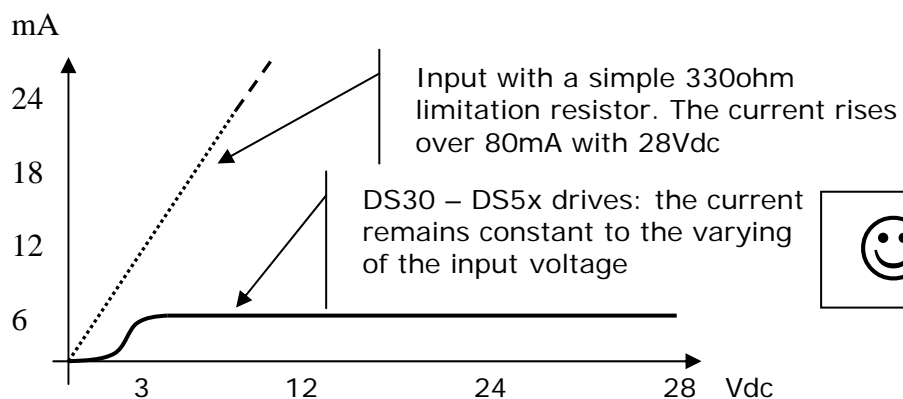 mA
24
18
12
6
Input with a simple 330ohm
limitation resistor. The current rises
over 80mA with 28Vdc
DS30 – DS5x drives: the current
remains constant to the varying
of the input voltage
3 12 24 28 Vdc